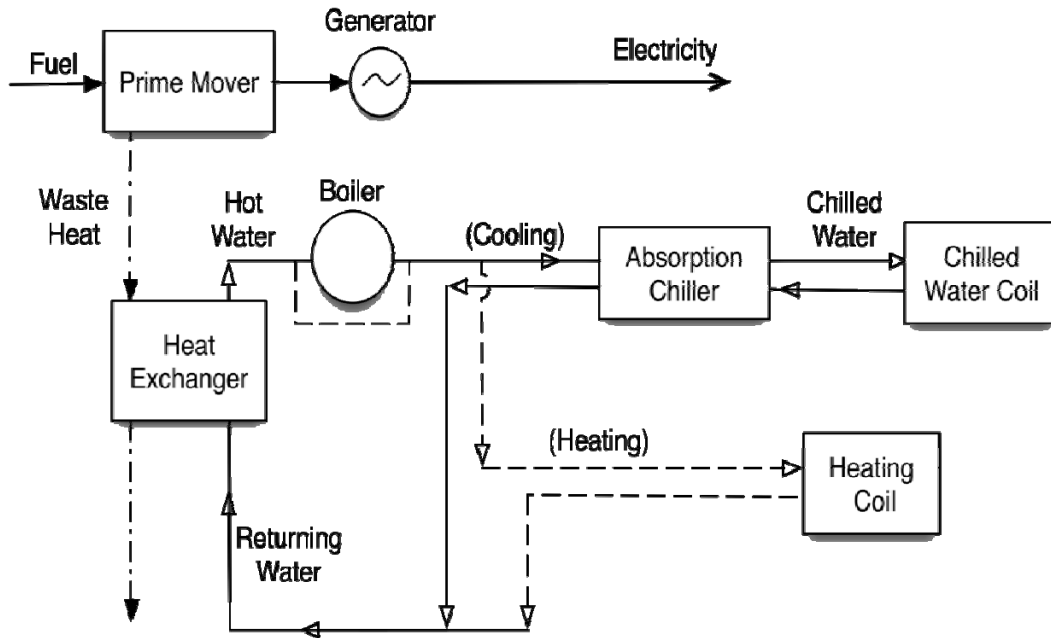 Generator
Fuel
Prime Mover
Electricity
Waste
Heat
Hot
Water
Boiler
(Cooling)
Absorption
Chiller
Chilled
Water
Chilled
Water Coil
Heat
Exchanger
(Heating)
Heating
Coil
Returning
Water